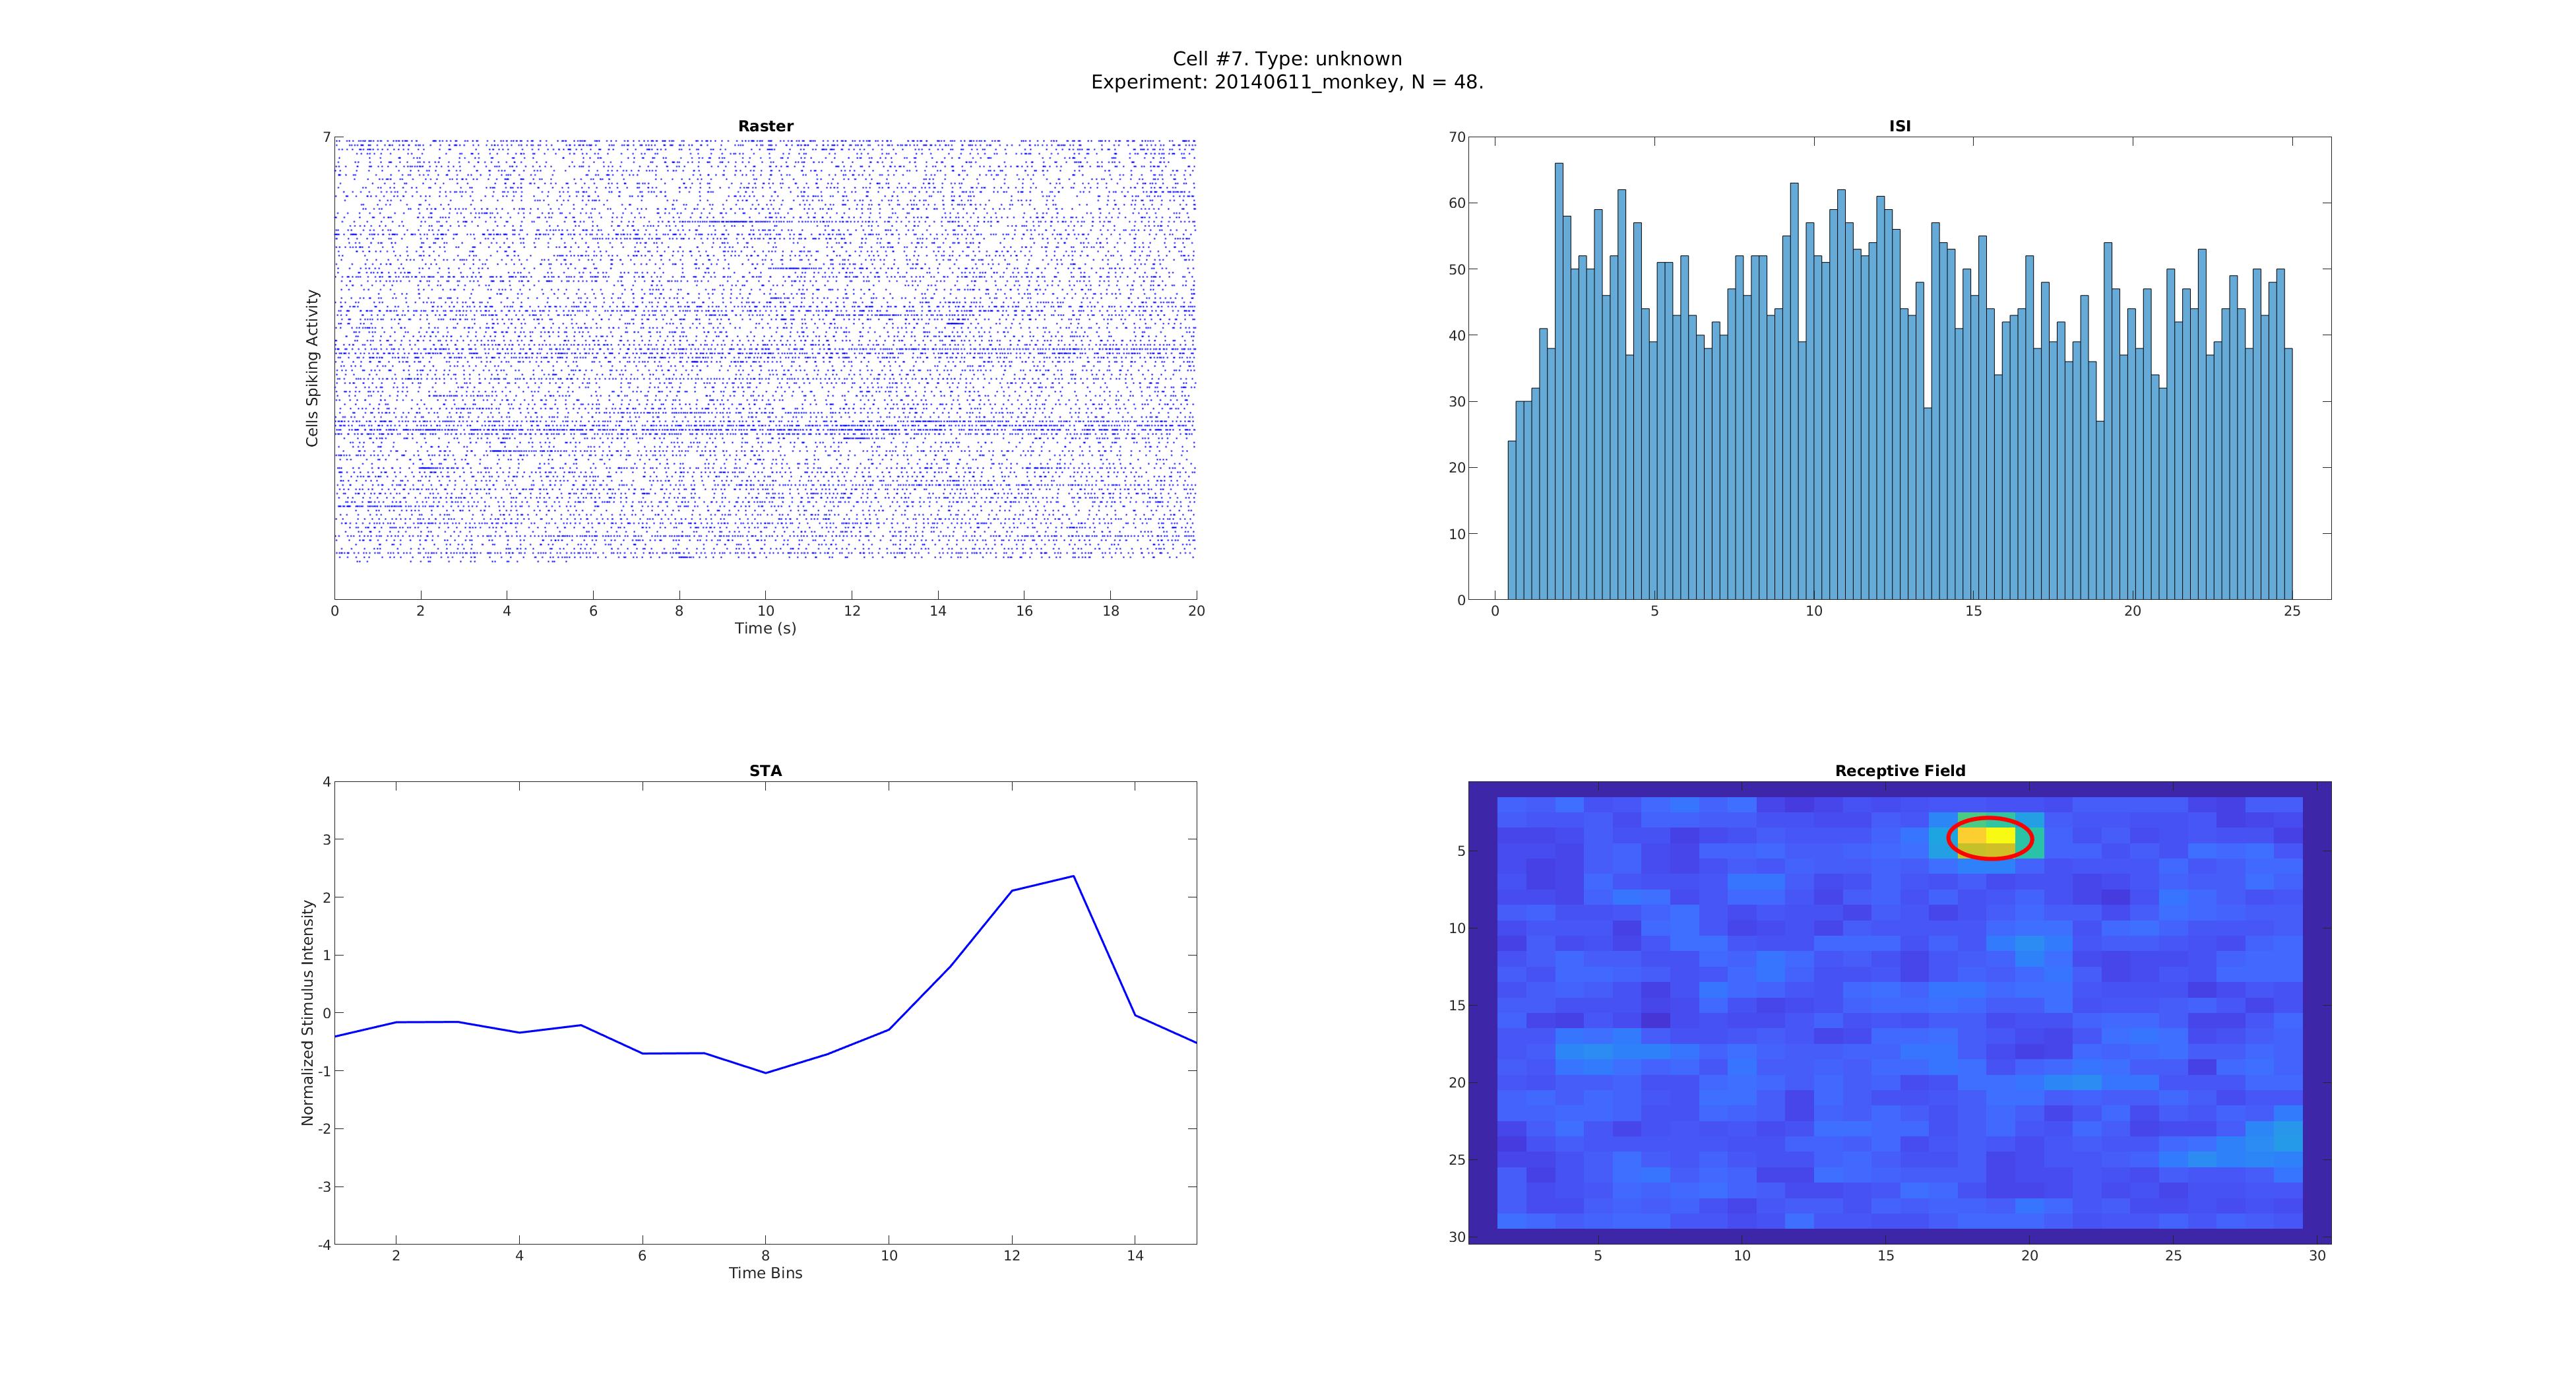 Cell #7. Type: unknown
Experiment: 20140611_monkey, N = 48.
Raster
7
Cells Spiking Activity
0 2 4 6 8 10 12 14 16 18 20
Time (s)
ISI
70
60
50
40
30
20
10
0
0 5 10 15 20 25
STA
4
3
2
1
0
-1
-2
-3
-4
Normalized Stimulus Intensity
2 4 6 8 10 12 14
Time Bins
Receptive Field
5
10
15
20
25
30
5 10 15 20 25 30